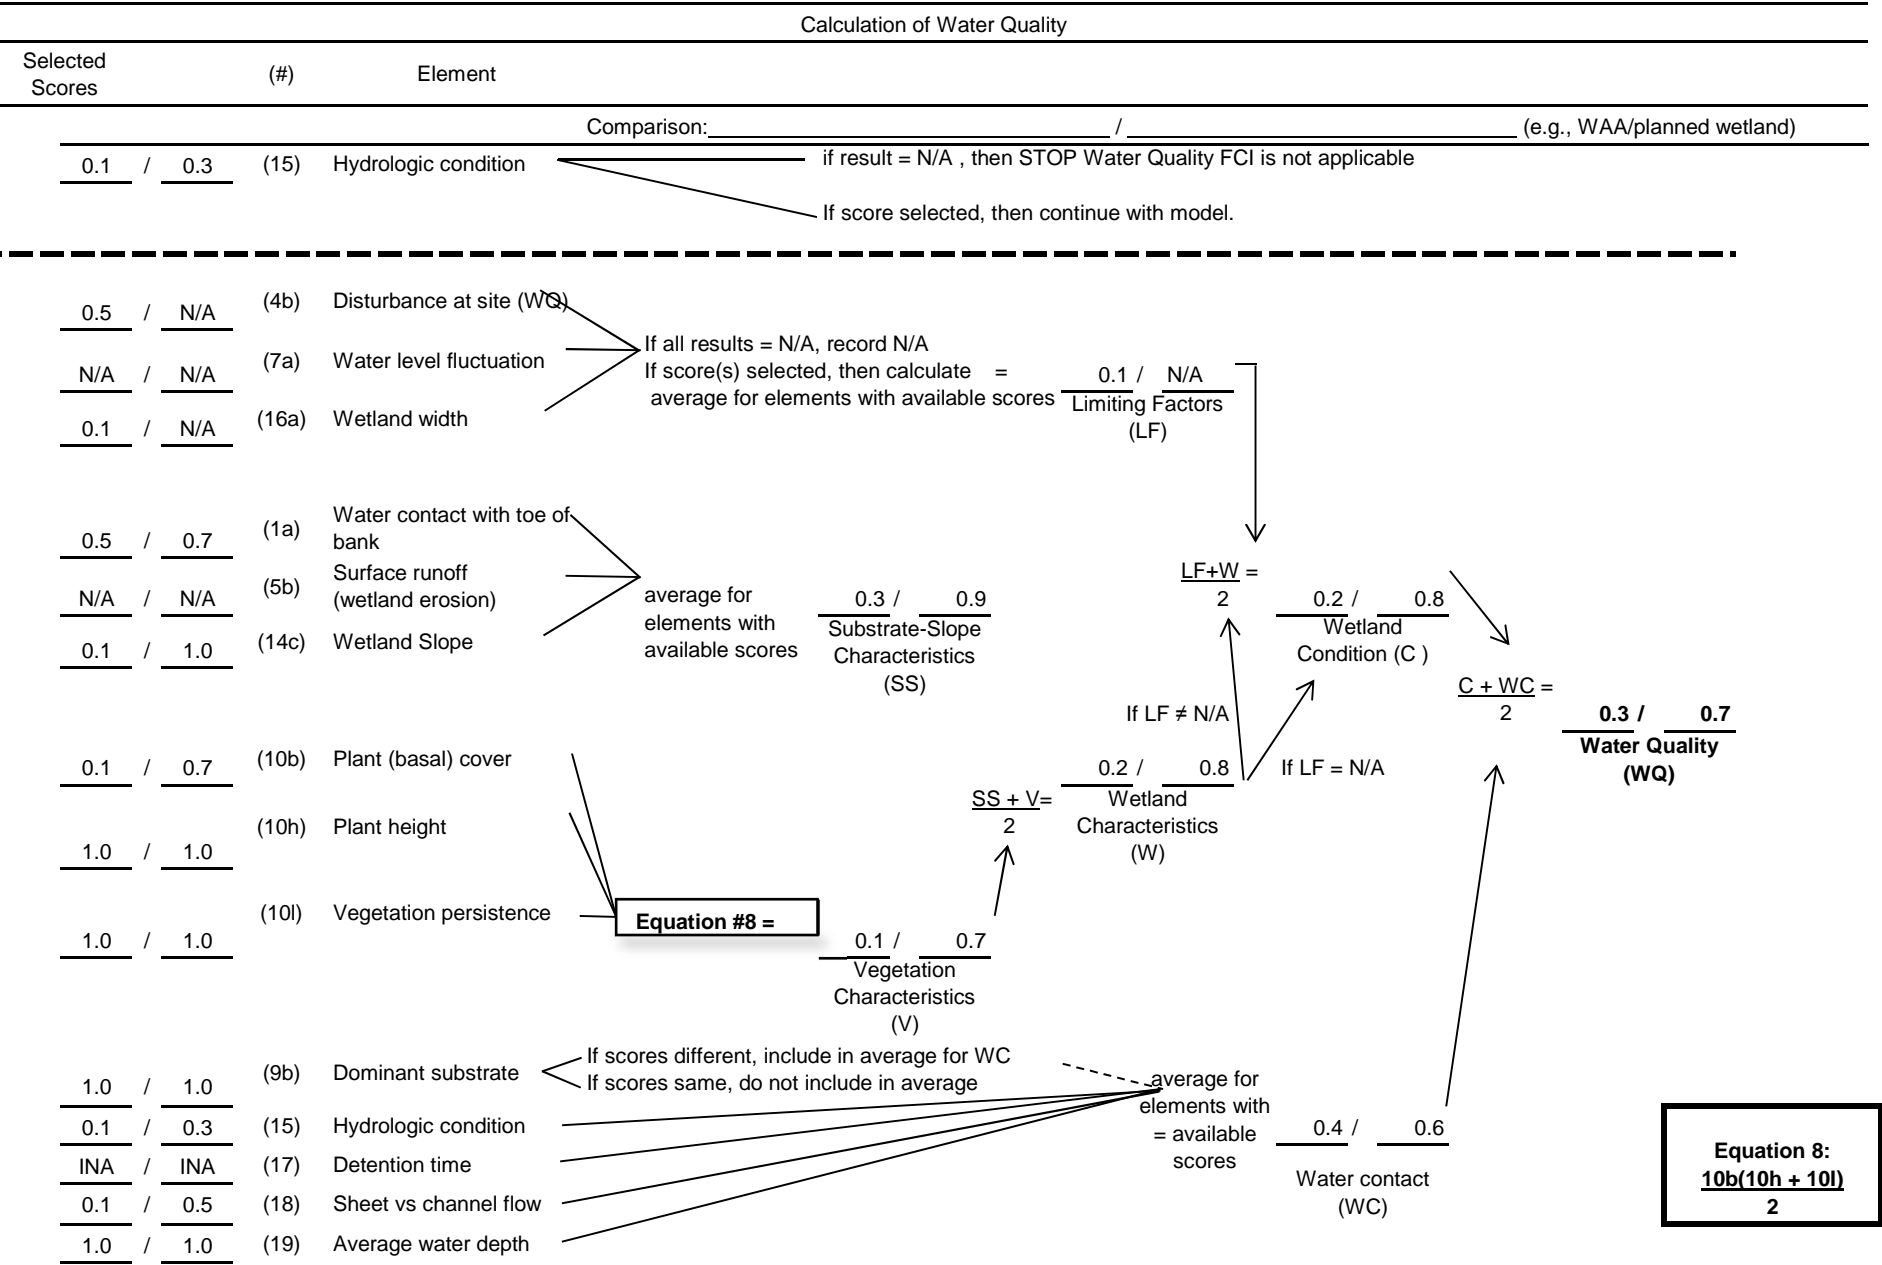 Calculation of Water Quality
Selected
Scores
(#) Element
Comparison: / (e.g., WAA/planned wetland)
0.1 / 0.3 (15) Hydrologic condition
if result = N/A , then STOP Water Quality FCI is not applicable
If score selected, then continue with model.
0.5 / N/A (4b) Disturbance at site (WQ)
N/A / N/A (7a) Water level fluctuation
0.1 / N/A (16a) Wetland width
If all results = N/A, record N/A
If score(s) selected, then calculate =
average for elements with available scores
0.1 / N/A
Limiting Factors
(LF)
0.5 / 0.7 (1a) Water contact with toe of
bank
N/A / N/A (5b) Surface runoff
(wetland erosion)
0.1 / 1.0 (14c) Wetland Slope
average for
elements with
available scores
0.3 / 0.9
Substrate-Slope
Characteristics
(SS)
LF+W =
2
0.2 / 0.8
Wetland
Condition (C )
C + WC =
2
0.3 / 0.7
Water Quality
(WQ)
If LF ≠ N/A
If LF = N/A
0.1 / 0.7 (10b) Plant (basal) cover
1.0 / 1.0 (10h) Plant height
1.0 / 1.0 (10l) Vegetation persistence
SS + V=
2
0.2 / 0.8
Wetland
Characteristics
(W)
Equation #8 =
0.1 / 0.7
Vegetation
Characteristics
(V)
1.0 / 1.0 (9b) Dominant substrate
If scores different, include in average for WC
If scores same, do not include in average
0.1 / 0.3 (15) Hydrologic condition
INA / INA (17) Detention time
0.1 / 0.5 (18) Sheet vs channel flow
1.0 / 1.0 (19) Average water depth
average for
elements with
= available
scores
0.4 / 0.6
Water contact
(WC)
Equation 8:
10b(10h + 10l)
2